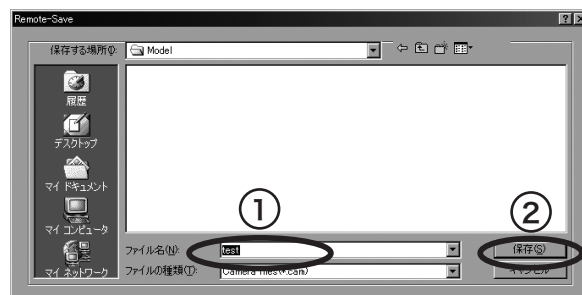 Remote-Save
保存する場所(I):
Model
履歴
デスクトップ
マイ ドキュメント
マイ コンピュータ
マイ ネットワーク
①
②
ファイル名(N):
test
保存(S)
ファイルの種類(T):
Camera files(*.cam)
キャンセル